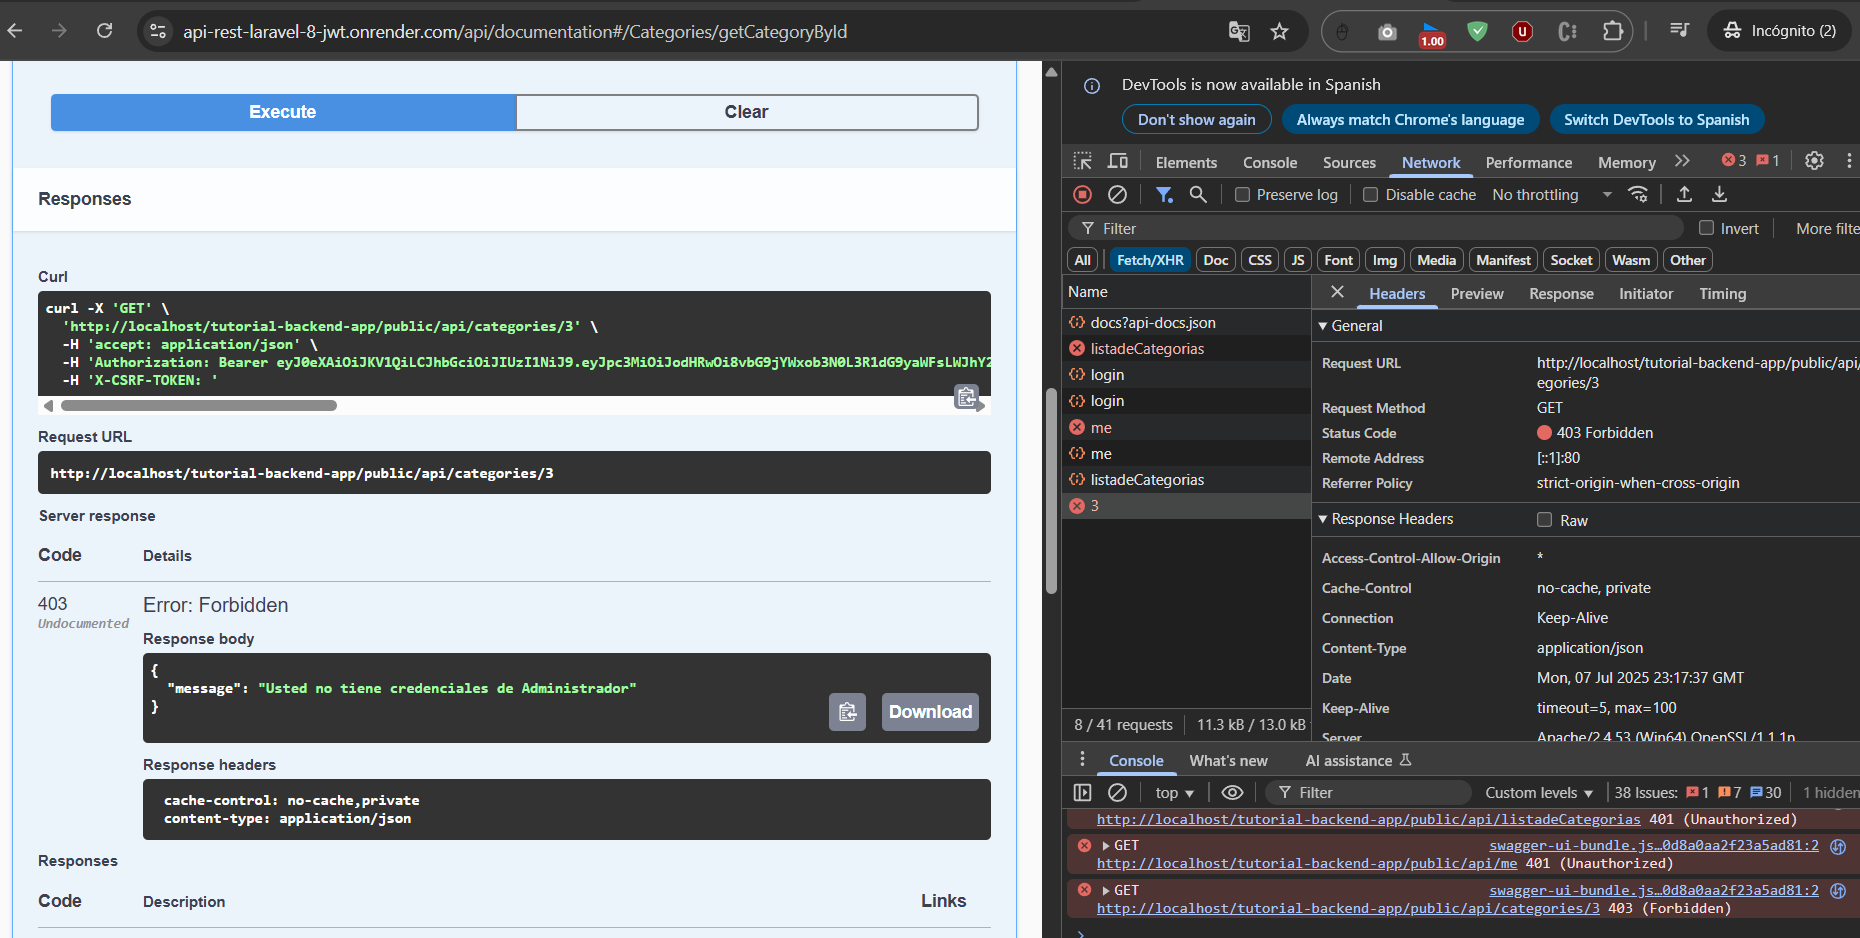 api-rest-laravel-8-jwt.onrender.com/api/documentation#/Categories/getCategoryById
1.00
Incógnito (2)
Execute
Clear
Responses
Curl
curl -X 'GET' \
'http://localhost/tutorial-backend-app/public/api/categories/3' \
-H 'accept: application/json' \
-H 'Authorization: Bearer eyJ0eXAiOiJKV1QiLCJhbGciOiJIUzI1NiJ9.eyJpc3MiOiJodHRwOi8vbG9jYWxob3N0L3R1dG9yaWFsLWJhY2
-H 'X-CSRF-TOKEN: '
Request URL
http://localhost/tutorial-backend-app/public/api/categories/3
Server response
Code
Details
403
Undocumented
Error: Forbidden
Response body
{
"message": "Usted no tiene credenciales de Administrador"
}
Download
Response headers
cache-control: no-cache,private
content-type: application/json
Responses
Code
Description
Links
DevTools is now available in Spanish
Don't show again
Always match Chrome's language
Switch DevTools to Spanish
Elements
Console
Sources
Network
Performance
Memory
3
1
Preserve log
Disable cache
No throttling
Filter
Invert
More filte
All
Fetch/XHR
Doc
CSS
JS
Font
Img
Media
Manifest
Socket
Wasm
Other
Name
docs?api-docs.json
listadeCategorias
login
login
me
me
listadeCategorias
3
8 / 41 requests
11.3 kB / 13.0 kB
Headers
Preview
Response
Initiator
Timing
General
Request URL
http://localhost/tutorial-backend-app/public/api/
egories/3
Request Method
GET
Status Code
403 Forbidden
Remote Address
[::1]:80
Referrer Policy
strict-origin-when-cross-origin
Response Headers
Raw
Access-Control-Allow-Origin
*
Cache-Control
no-cache, private
Connection
Keep-Alive
Content-Type
application/json
Date
Mon, 07 Jul 2025 23:17:37 GMT
Keep-Alive
timeout=5, max=100
Server
Apache/2.4.53 (Win64) OpenSSL/1.1.1n
Console
What's new
AI assistance
top
Filter
Custom levels
38 Issues:
1
7
30
1 hidden
http://localhost/tutorial-backend-app/public/api/listadeCategorias 401 (Unauthorized)
GET
swagger-ui-bundle.js…0d8a0aa2f23a5ad81:2
http://localhost/tutorial-backend-app/public/api/me 401 (Unauthorized)
GET
swagger-ui-bundle.js…0d8a0aa2f23a5ad81:2
http://localhost/tutorial-backend-app/public/api/categories/3 403 (Forbidden)